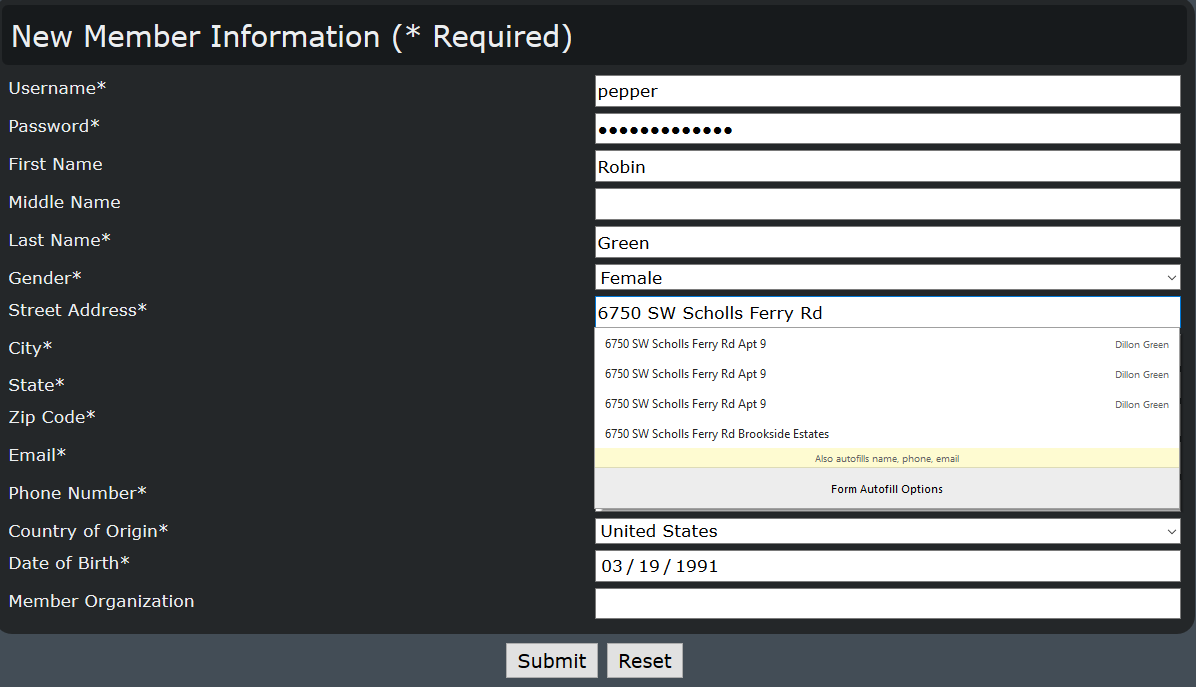 New Member Information (* Required)
Username* pepper
Password* •••••••••••••
First Name Robin
Middle Name
Last Name* Green
Gender* Female
Street Address* 6750 SW Scholls Ferry Rd
6750 SW Scholls Ferry Rd Apt 9 Dillon Green
City*
6750 SW Scholls Ferry Rd Apt 9 Dillon Green
State*
6750 SW Scholls Ferry Rd Apt 9 Dillon Green
Zip Code*
6750 SW Scholls Ferry Rd Brookside Estates
Email* Also autofills name, phone, email
Phone Number* Form Autofill Options
Country of Origin* United States
Date of Birth* 03 / 19 / 1991
Member Organization
Submit Reset